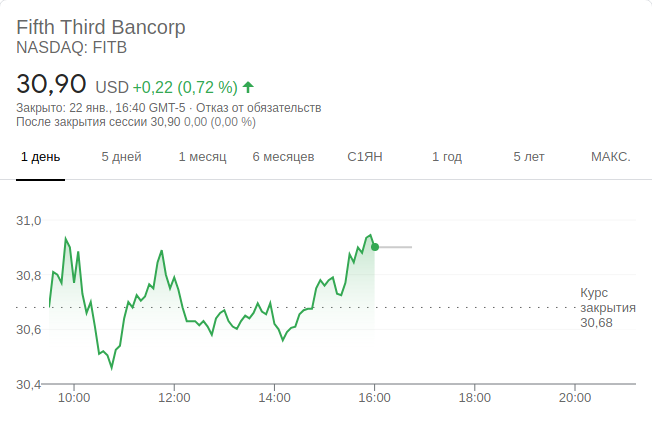 Fifth Third Bancorp
NASDAQ: FITB
30,90 USD +0,22 (0,72 %)
Закрыто: 22 янв., 16:40 GMT-5 · Отказ от обязательств
После закрытия сессии 30,90 0,00 (0,00 %)
1 день 5 дней 1 месяц 6 месяцев С1ЯН 1 год 5 лет МАКС.
31,0
30,8
Курс
закрытия
30,68
30,6
30,4
10:00 12:00 14:00 16:00 18:00 20:00